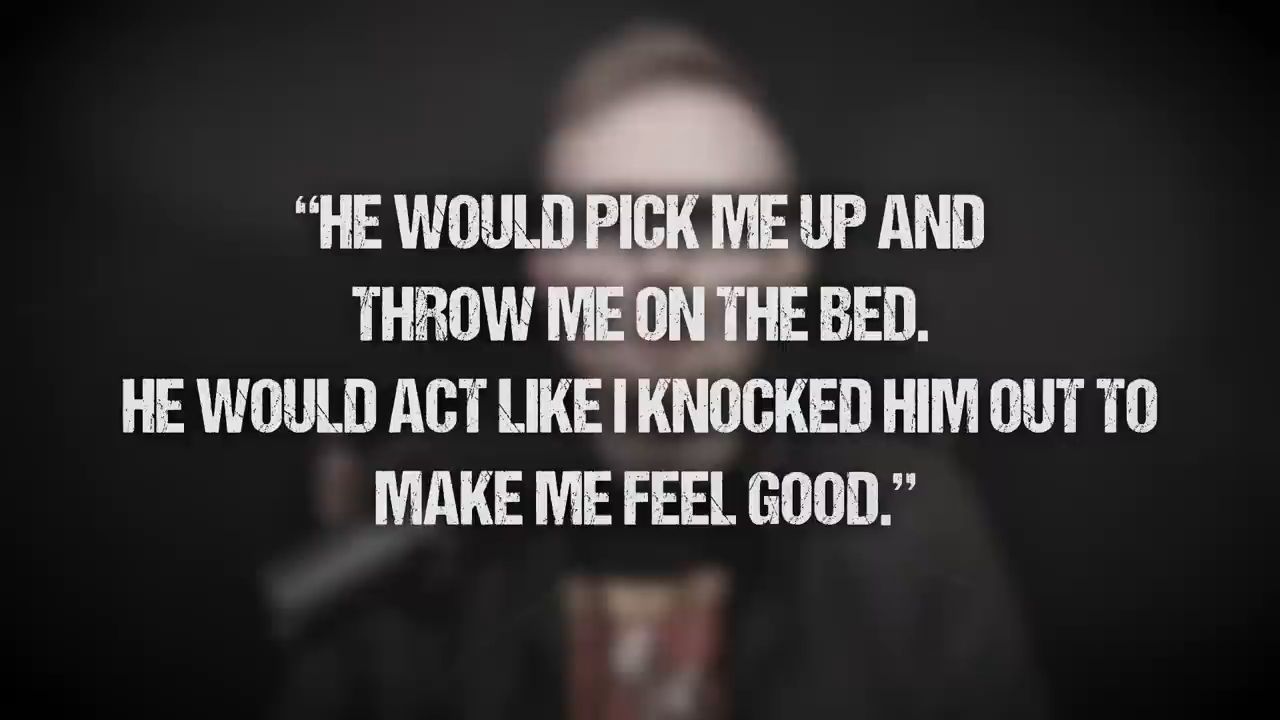 “HE WOULD PICK ME UP AND
THROW ME ON THE BED.
HE WOULD ACT LIKE I KNOCKED HIM OUT TO
MAKE ME FEEL GOOD.”